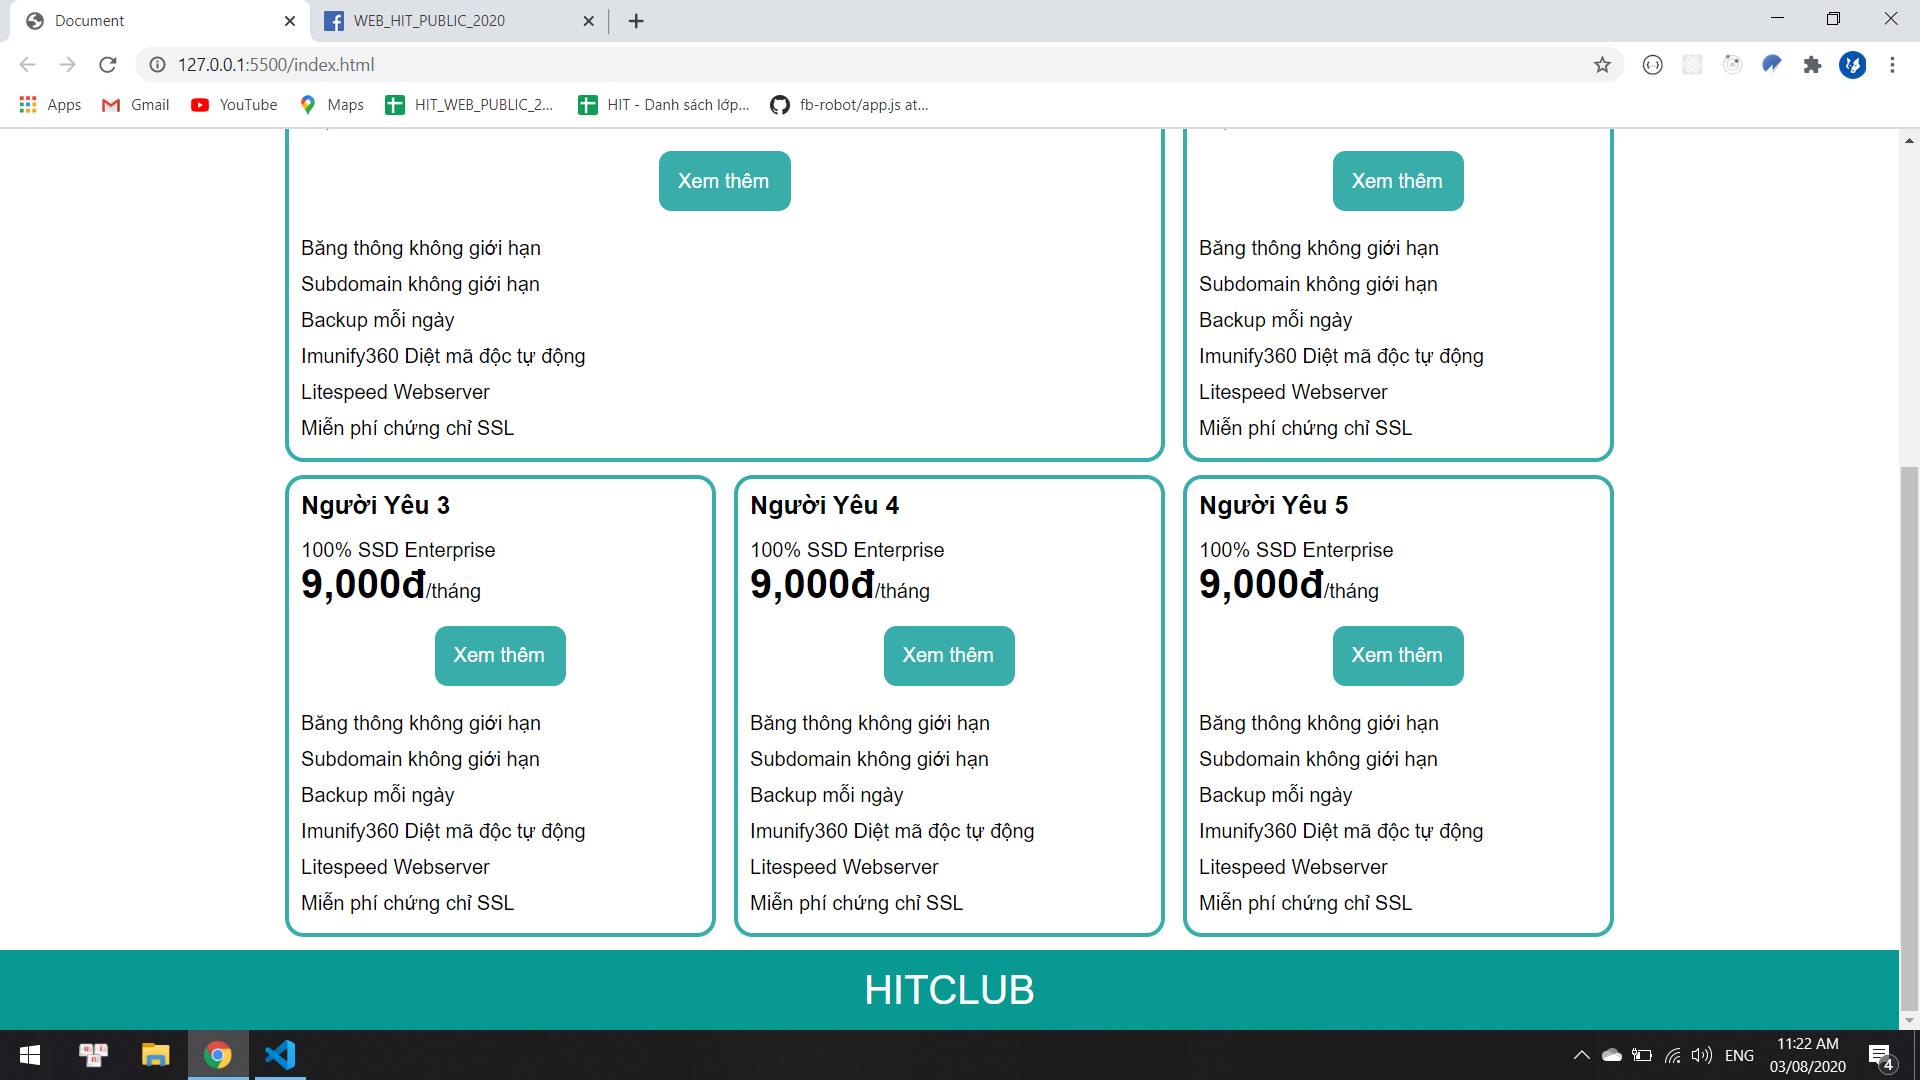 Document
WEB_HIT_PUBLIC_2020
127.0.0.1:5500/index.html
Apps
Gmail
YouTube
Maps
HIT_WEB_PUBLIC_2...
HIT - Danh sách lớp...
fb-robot/app.js at...
Xem thêm
Băng thông không giới hạn
Subdomain không giới hạn
Backup mỗi ngày
Imunify360 Diệt mã độc tự động
Litespeed Webserver
Miễn phí chứng chỉ SSL
Xem thêm
Băng thông không giới hạn
Subdomain không giới hạn
Backup mỗi ngày
Imunify360 Diệt mã độc tự động
Litespeed Webserver
Miễn phí chứng chỉ SSL
Người Yêu 3
100% SSD Enterprise
9,000đ/tháng
Xem thêm
Băng thông không giới hạn
Subdomain không giới hạn
Backup mỗi ngày
Imunify360 Diệt mã độc tự động
Litespeed Webserver
Miễn phí chứng chỉ SSL
Người Yêu 4
100% SSD Enterprise
9,000đ/tháng
Xem thêm
Băng thông không giới hạn
Subdomain không giới hạn
Backup mỗi ngày
Imunify360 Diệt mã độc tự động
Litespeed Webserver
Miễn phí chứng chỉ SSL
Người Yêu 5
100% SSD Enterprise
9,000đ/tháng
Xem thêm
Băng thông không giới hạn
Subdomain không giới hạn
Backup mỗi ngày
Imunify360 Diệt mã độc tự động
Litespeed Webserver
Miễn phí chứng chỉ SSL
HITCLUB
ENG
11:22 AM
03/08/2020
4